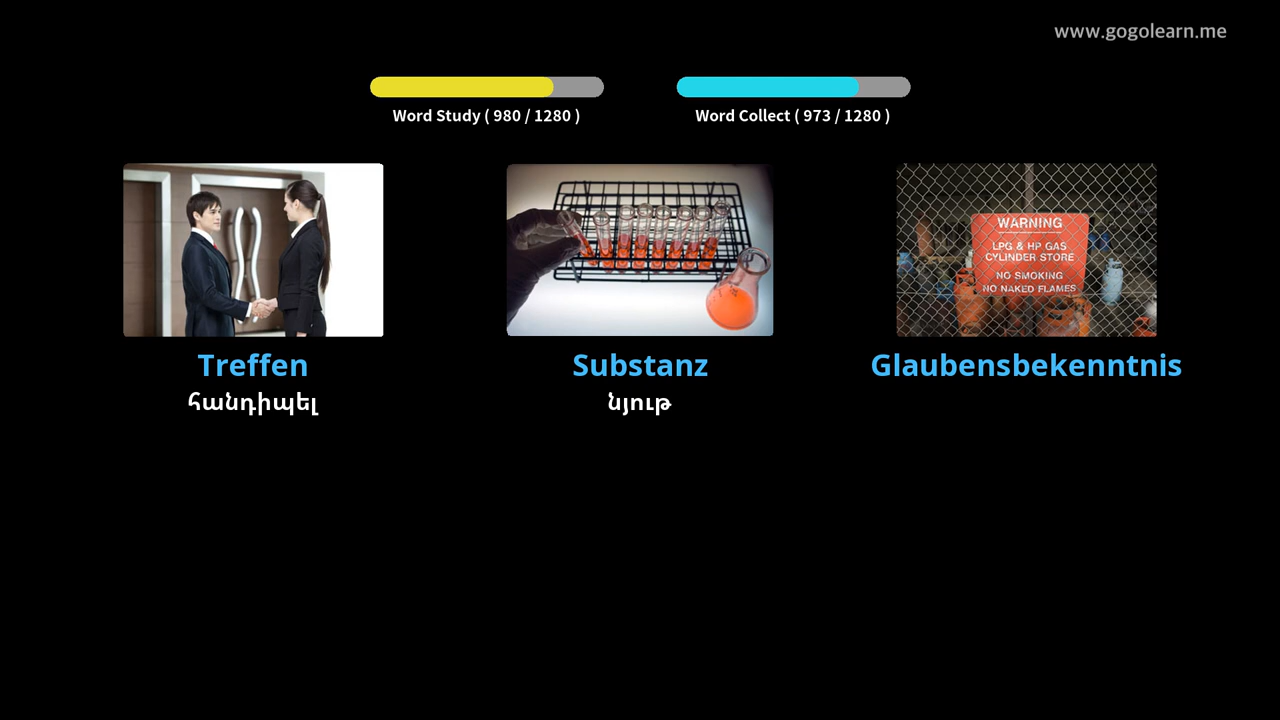 www.gogolearn.me
Word Study ( 980 / 1280 )
Word Collect ( 973 / 1280 )
WARNING
LPG & HP GAS
CYLINDER STORE
NO SMOKING
NO NAKED FLAMES
Treffen
հանդիպել
Substanz
նյութ
Glaubensbekenntnis